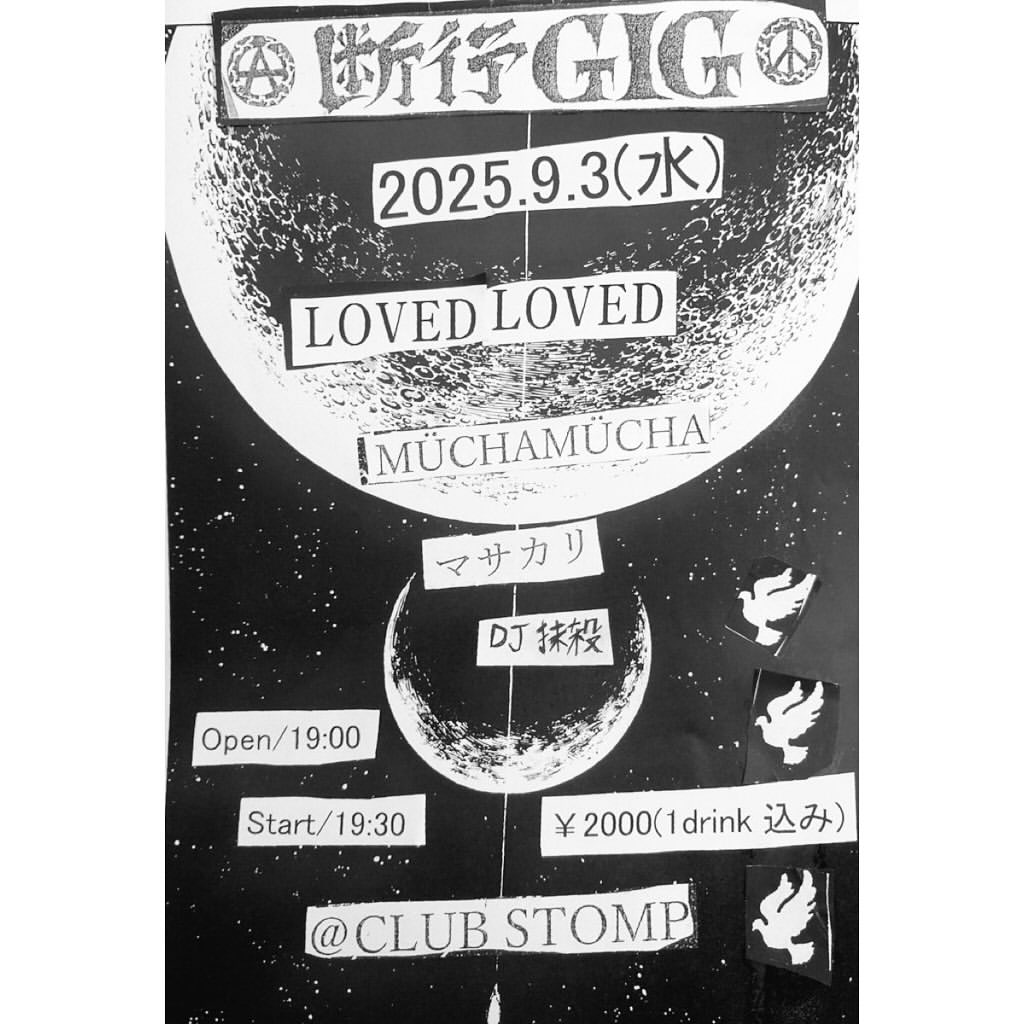 断行GIG
2025.9.3(水)
LOVED LOVED
MÜCHAMÜCHA
マサカリ
DJ 抹殺
Open/19:00
Start/19:30
¥2000(1drink 込み)
@CLUB STOMP